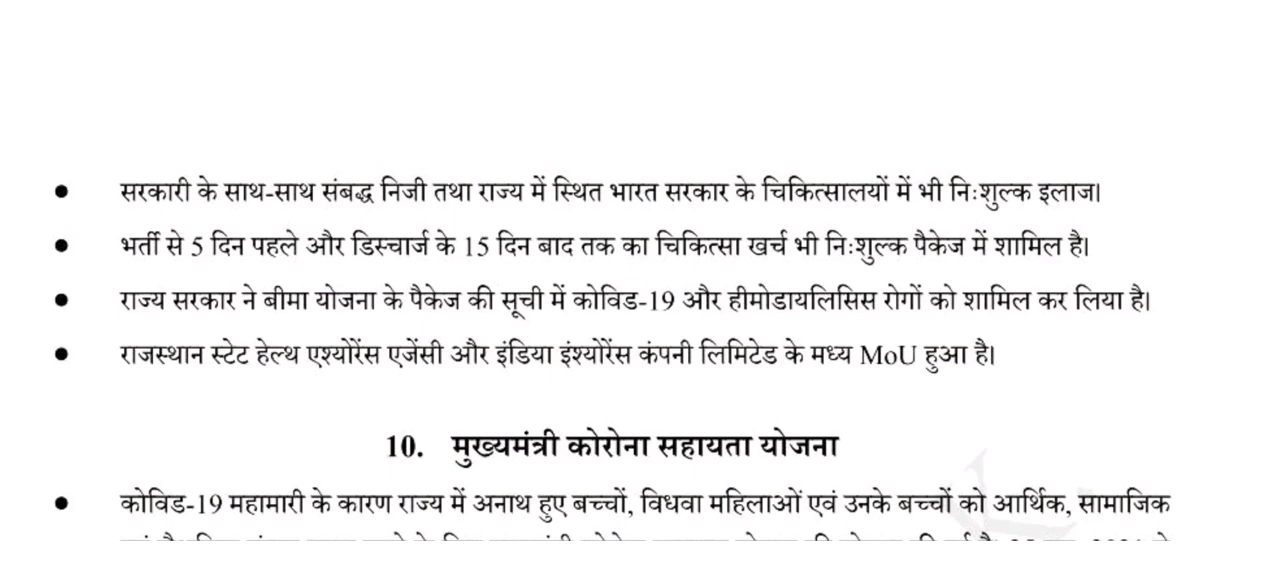 • सरकारी के साथ-साथ संबद्ध निजी तथा राज्य में स्थित भारत सरकार के चिकित्सालयों में भी निःशुल्क इलाज।
• भर्ती से 5 दिन पहले और डिस्चार्ज के 15 दिन बाद तक का चिकित्सा खर्च भी निःशुल्क पैकेज में शामिल है।
• राज्य सरकार ने बीमा योजना के पैकेज की सूची में कोविड-19 और हीमोडायलिसिस रोगों को शामिल कर लिया है।
• राजस्थान स्टेट हेल्थ एश्योरेंस एजेंसी और इंडिया इंश्योरेंस कंपनी लिमिटेड के मध्य MoU हुआ है।
10. मुख्यमंत्री कोरोना सहायता योजना
• कोविड-19 महामारी के कारण राज्य में अनाथ हुए बच्चों, विधवा महिलाओं एवं उनके बच्चों को आर्थिक, सामाजिक